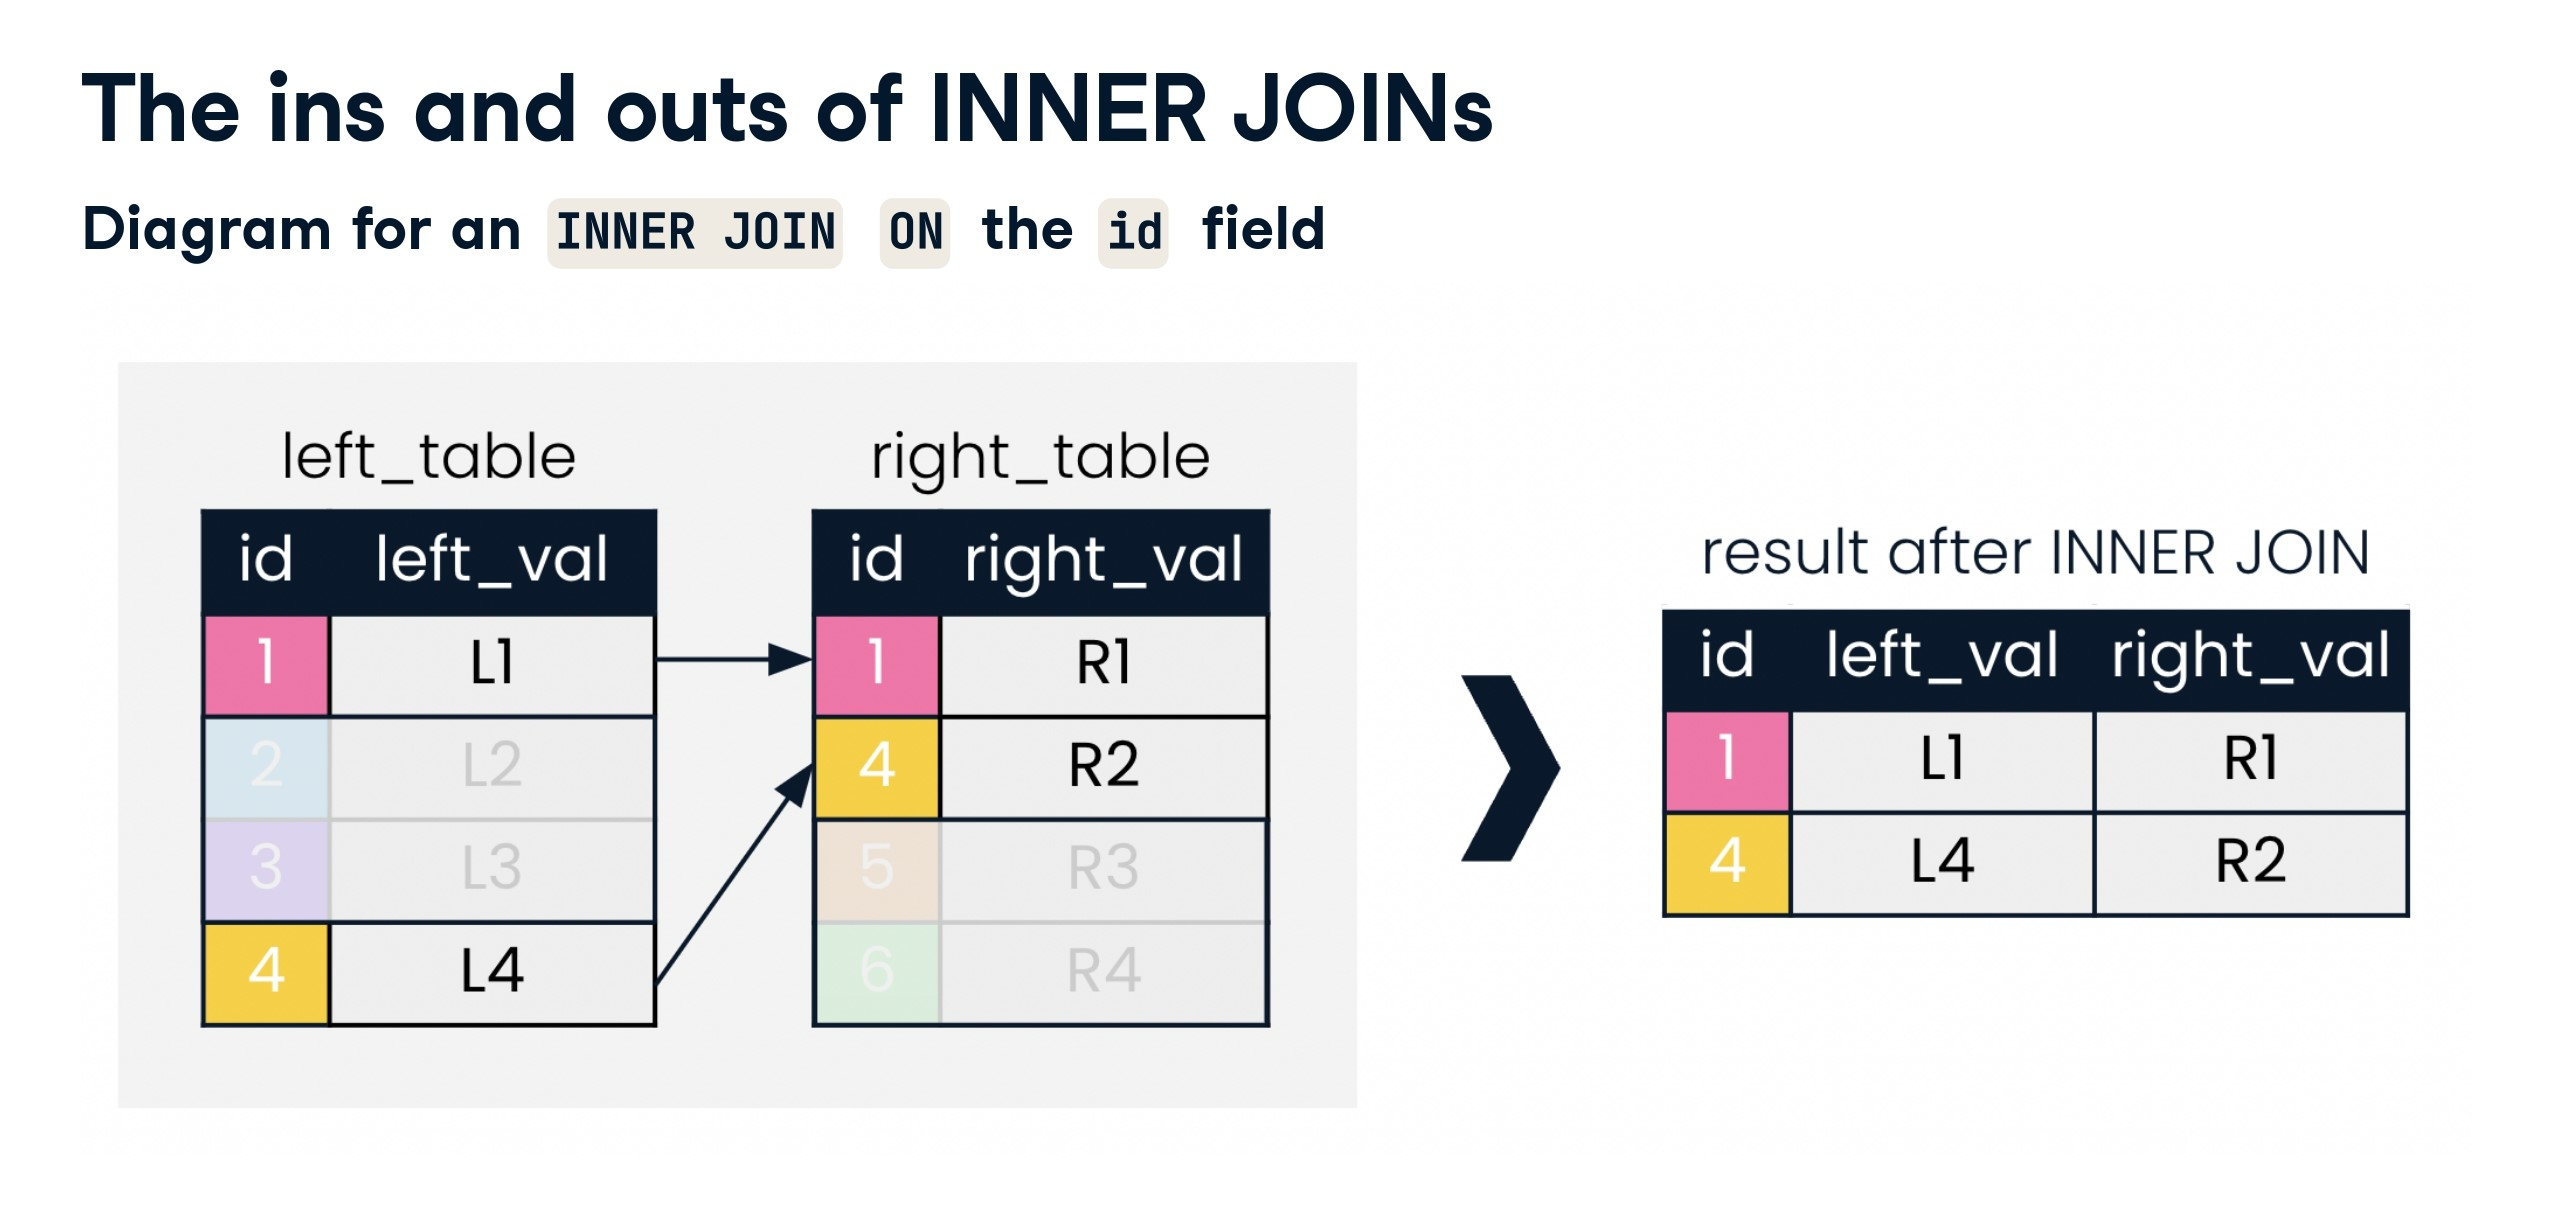 The ins and outs of INNER JOINs
Diagram for an INNER JOIN ON the id field
left_table
id left_val
1 L1
2 L2
3 L3
4 L4
right_table
id right_val
1 R1
4 R2
5 R3
6 R4
result after INNER JOIN
id left_val right_val
1 L1 R1
4 L4 R2